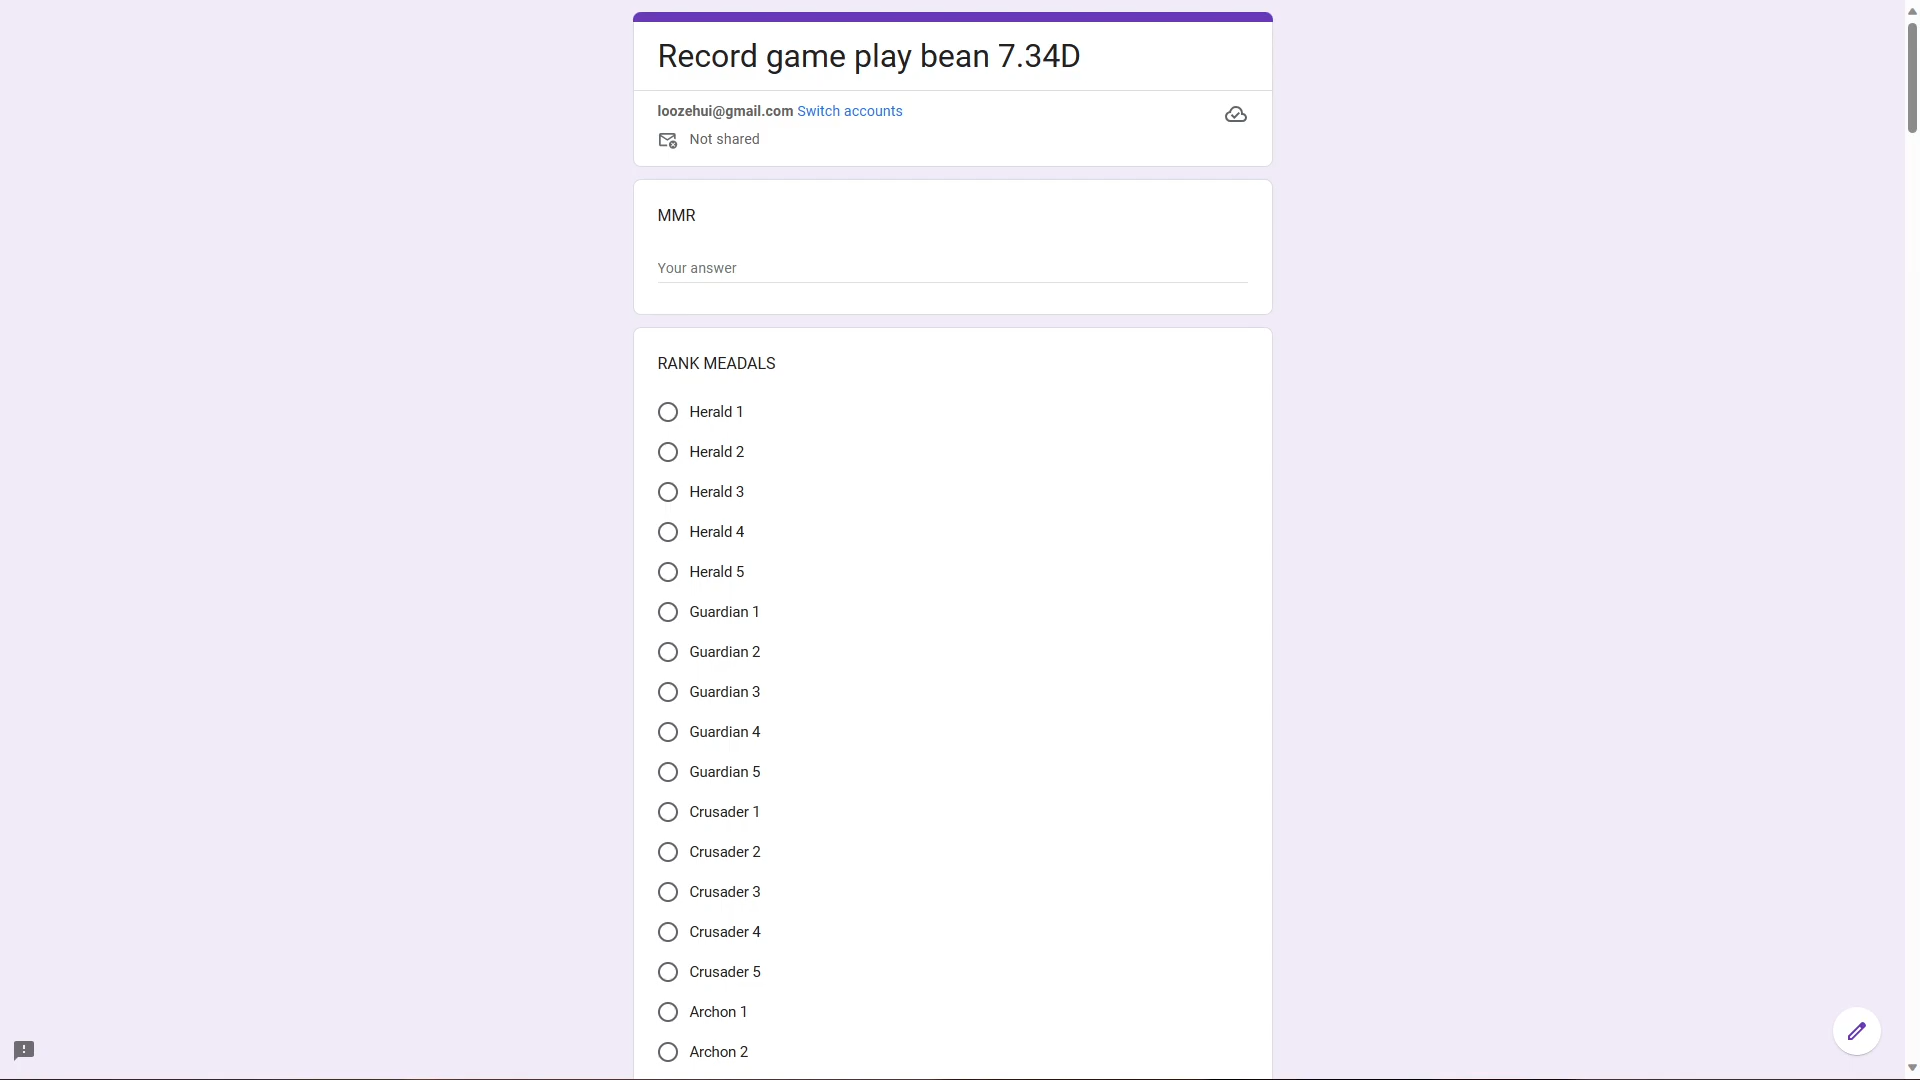 Record game play bean 7.34D
loozehui@gmail.com Switch accounts
Not shared
MMR
Your answer
RANK MEADALS
Herald 1
Herald 2
Herald 3
Herald 4
Herald 5
Guardian 1
Guardian 2
Guardian 3
Guardian 4
Guardian 5
Crusader 1
Crusader 2
Crusader 3
Crusader 4
Crusader 5
Archon 1
Archon 2